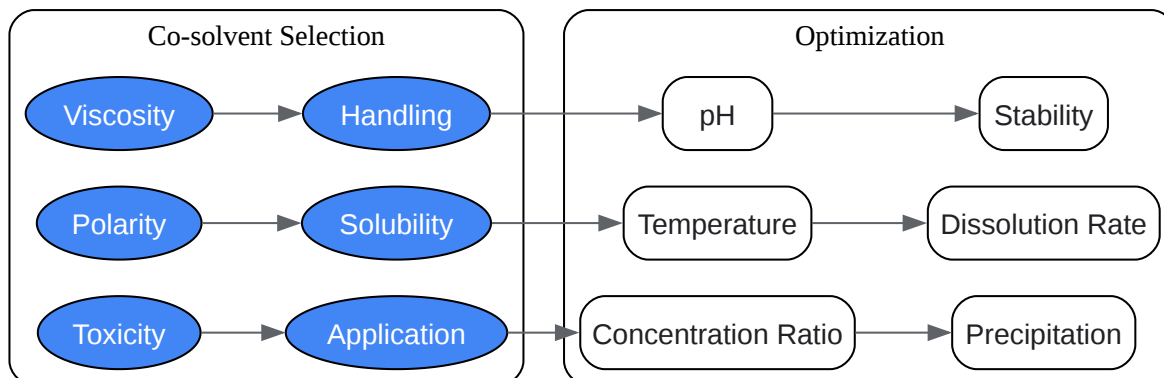 Co-solvent Selection
Optimization
Viscosity
Handling
pH
Stability
Polarity
Solubility
Temperature
Dissolution Rate
Toxicity
Application
Concentration Ratio
Precipitation